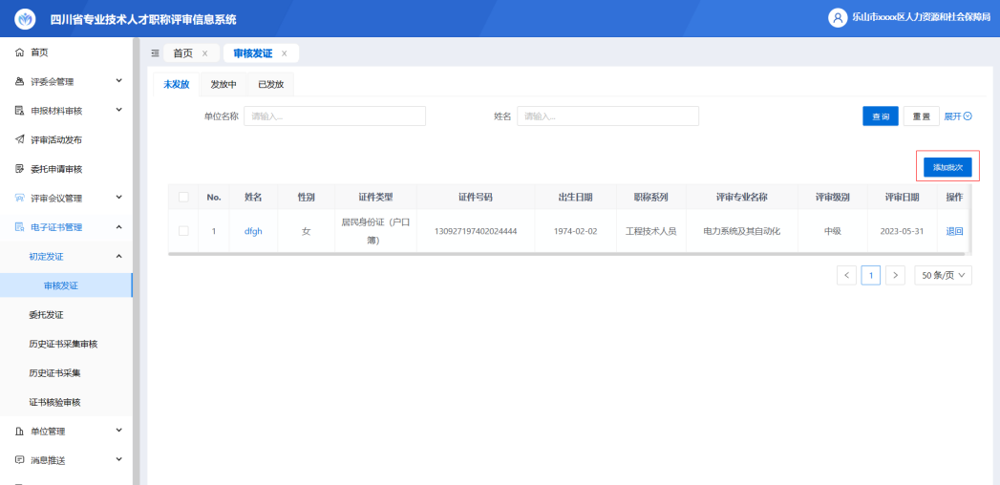 四川省专业技术人才职称评审信息系统
乐山市xxxx区人力资源和社会保障局
首页
评委会管理
申报材料审核
评审活动发布
委托申请审核
评审会议管理
电子证书管理
初定发证
审核发证
委托发证
历史证书采集审核
历史证书采集
证书核验审核
单位管理
消息推送
首页 x 审核发证 x
未发放 发放中 已发放
单位名称 请输入... 姓名 请输入... 查询 重置 展开
添加批次
No. 姓名 性别 证件类型 证件号码 出生日期 职称系列 评审专业名称 评审级别 评审日期 操作
1 dfgh 女 居民身份证（户口 130927197402024444 1974-02-02 工程技术人员 电力系统及其自动化 中级 2023-05-31 退回
簿）
< 1 > 50 条/页